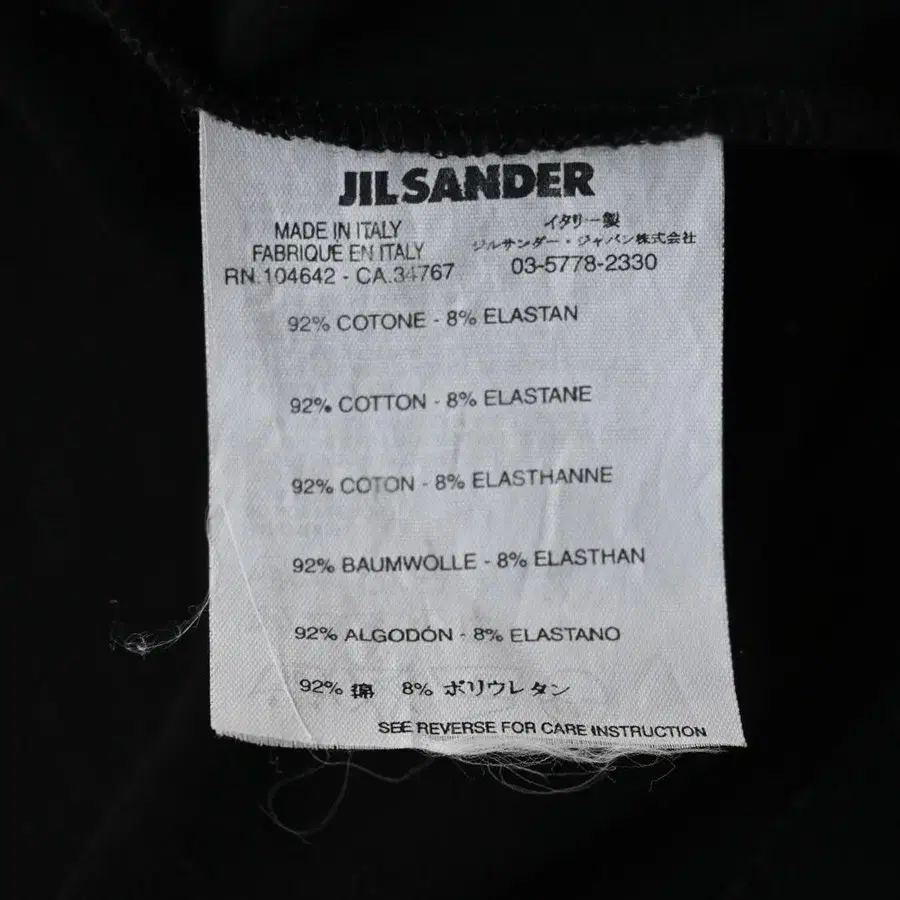 JIL SANDER
MADE IN ITALY
FABRIQUÉ EN ITALY
RN.104642 - CA.34767
イタリー製
ジルサンダー・ジャパン株式会社
03-5778-2330
92% COTONE - 8% ELASTAN
92% COTTON - 8% ELASTANE
92% COTON - 8% ELASTHANNE
92% BAUMWOLLE - 8% ELASTHAN
92% ALGODÓN - 8% ELASTANO
92% 綿 8% ポリウレタン
SEE REVERSE FOR CARE INSTRUCTION